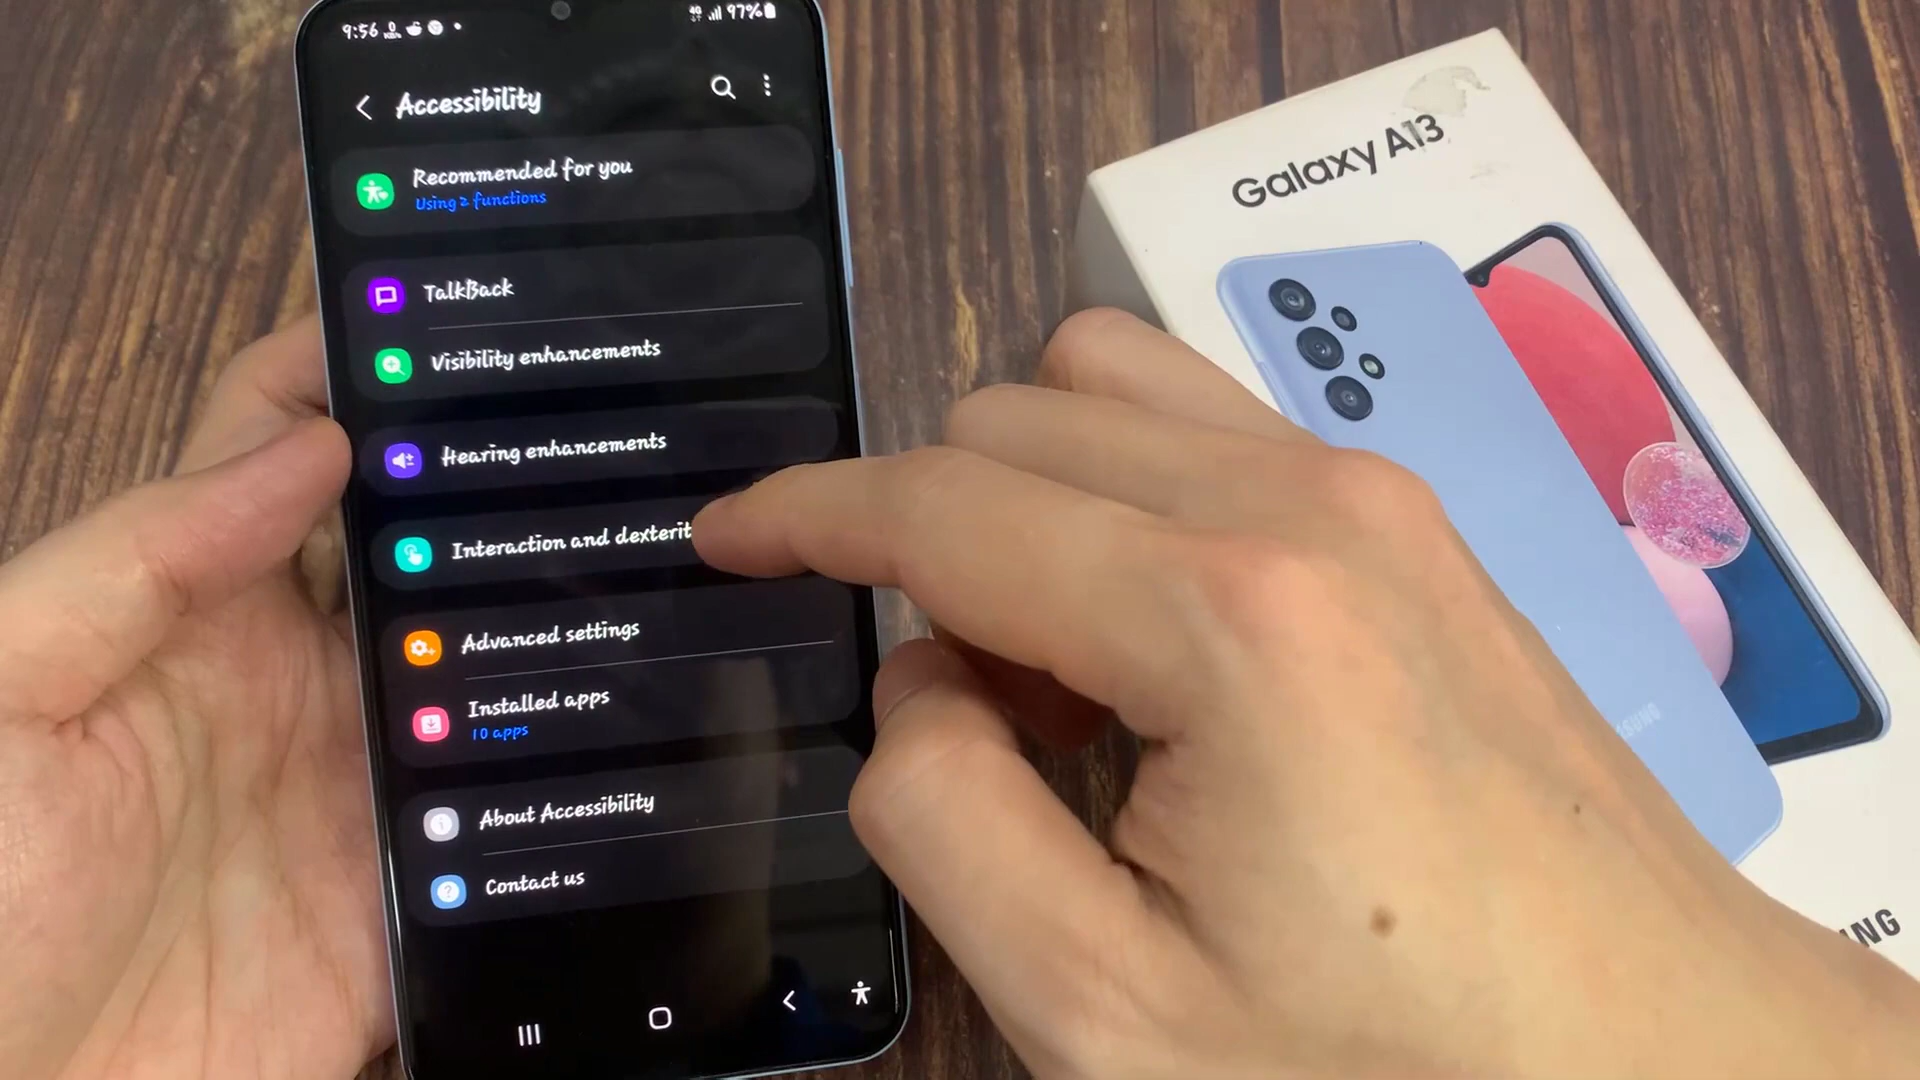 9:56
4G 97%
Accessibility
Recommended for you
Using 2 functions
TalkBack
Visibility enhancements
Hearing enhancements
Interaction and dexterit
Advanced settings
Installed apps
10 apps
About Accessibility
Contact us
Galaxy A13